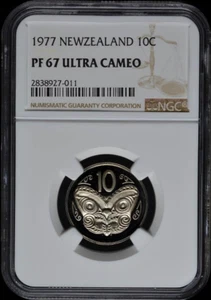 1977 NEWZEALAND 10C
PF 67 ULTRA CAMEO
2838927-011
NUMISMATIC GUARANTY CORPORATION
NGC
10